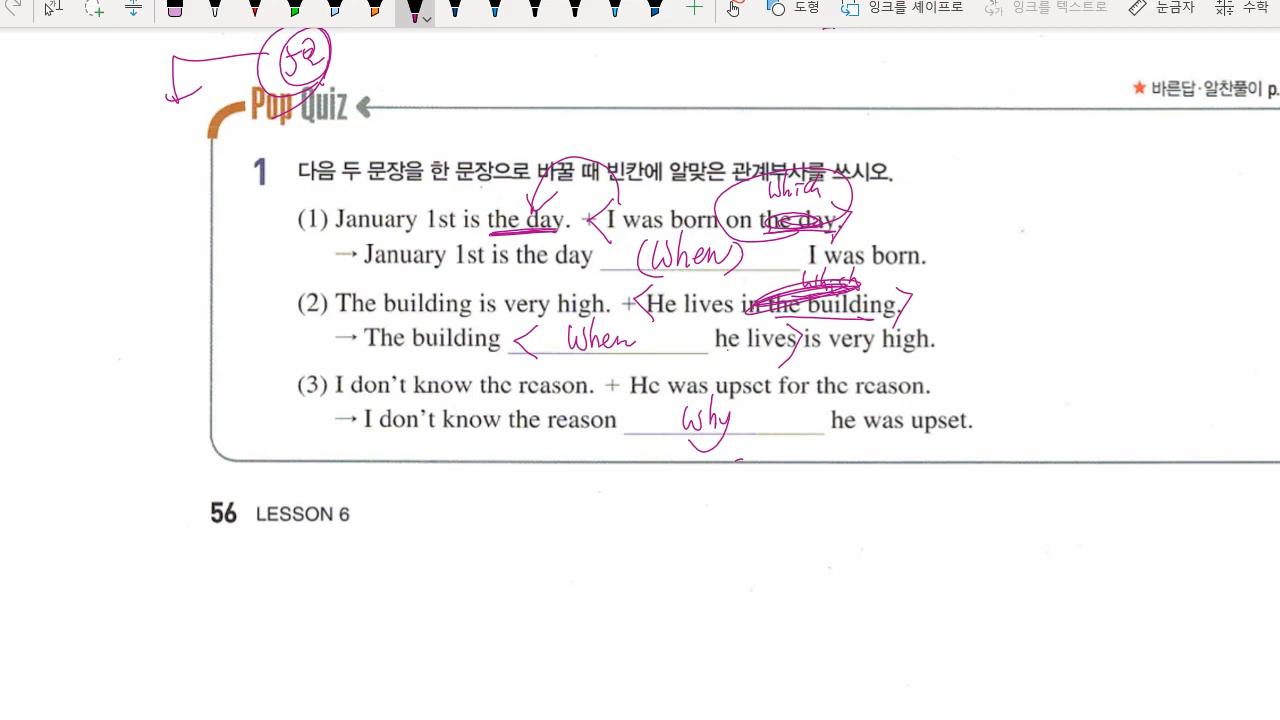 도형 잉크를 셰이프로 잉크를 텍스트로 눈금자 수학
Pop Quiz
★ 바른답·알찬풀이 p.
1 다음 두 문장을 한 문장으로 바꿀 때 빈칸에 알맞은 관계부사를 쓰시오.
which
(1) January 1st is the day. + I was born on the day.
→ January 1st is the day (when) I was born.
which
(2) The building is very high. + He lives in the building.
→ The building < when he lives> is very high.
(3) I don't know the reason. + He was upset for the reason.
→ I don't know the reason why he was upset.
56 LESSON 6